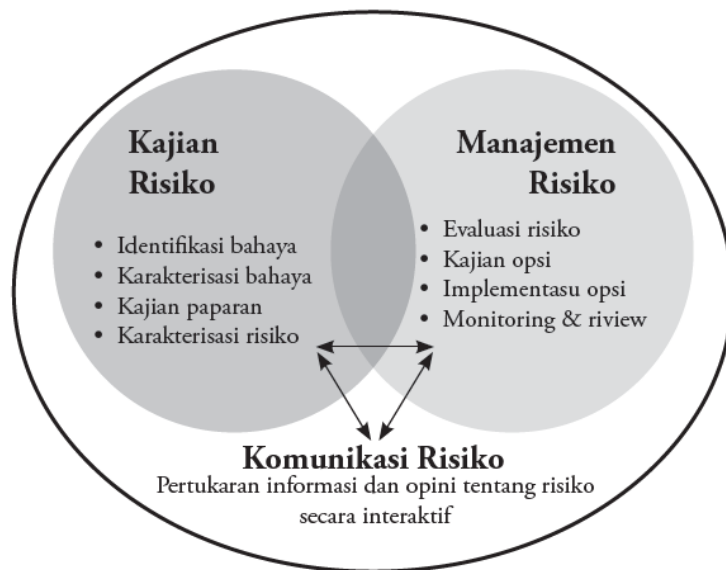 Kajian
Risiko
• Identifikasi bahaya
• Karakterisasi bahaya
• Kajian paparan
• Karakterisasi risiko
Manajemen
Risiko
• Evaluasi risiko
• Kajian opsi
• Implementasu opsi
• Monitoring & riview
Komunikasi Risiko
Pertukaran informasi dan opini tentang risiko
secara interaktif